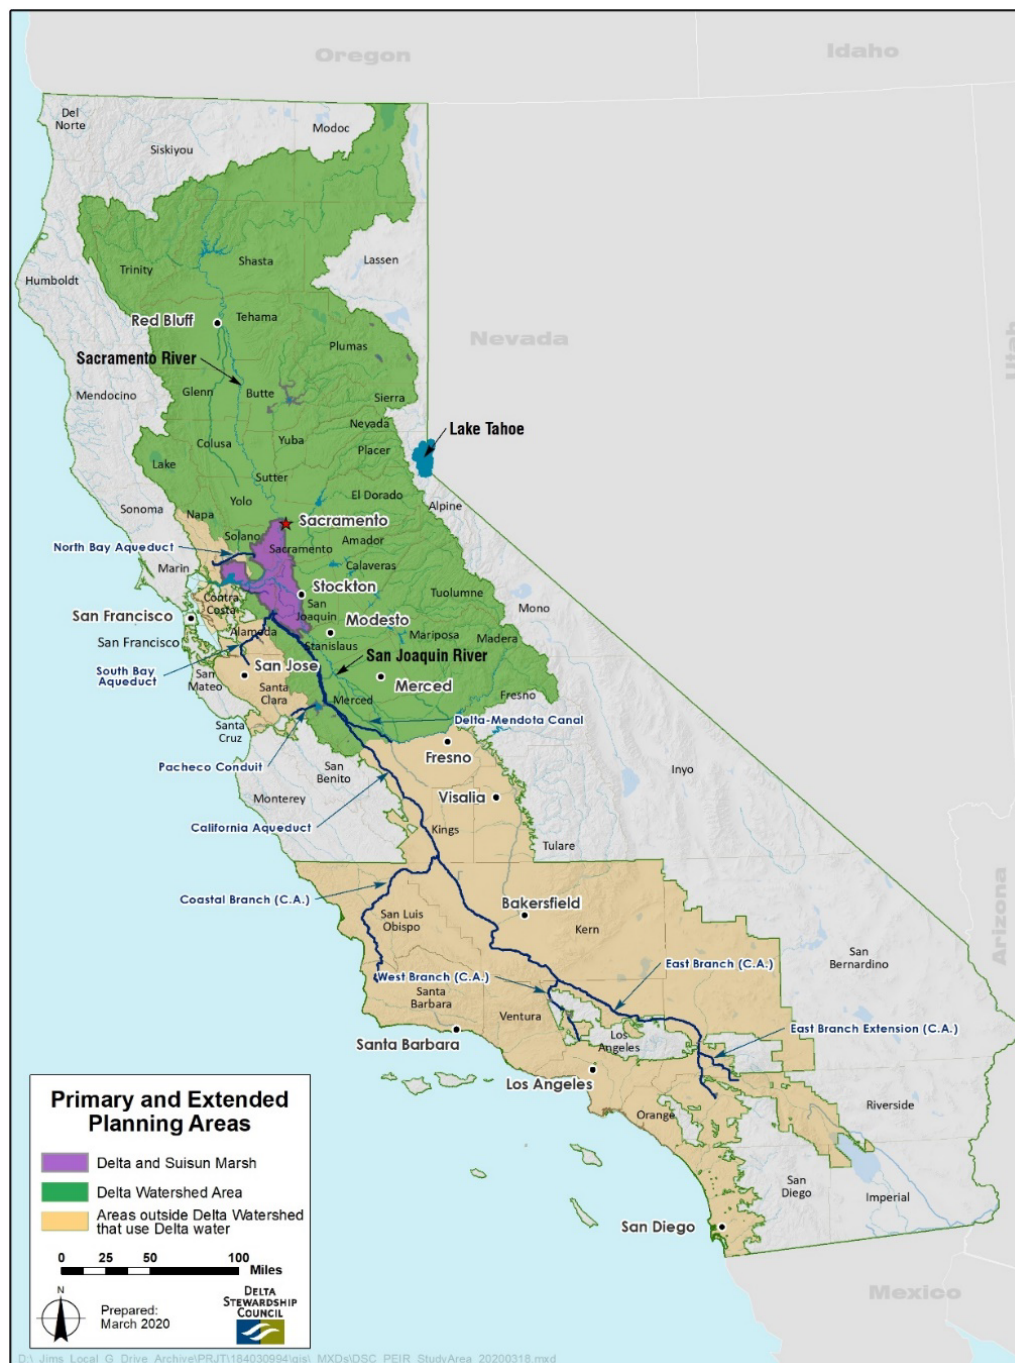 Oregon
Idaho
Del
Norte
Modoc
Siskiyou
Trinity
Shasta
Lassen
Humboldt
Red Bluff
Tehama
Nevada
Utah
Plumas
Sacramento River
Mendocino
Glenn
Butte
Sierra
Nevada
Lake Tahoe
Colusa
Yuba
Placer
Lake
Sutter
Yolo
El Dorado
Alpine
Sonoma
Napa
Sacramento
Solano
North Bay Aqueduct
Sacramento
Amador
Marin
Calaveras
Contra
Costa
Stockton
Tuolumne
San
Joaquin
Mono
San Francisco
Modesto
Alameda
Mariposa
Madera
San Francisco
Stanislaus
San Joaquin River
South Bay
Aqueduct
San Jose
San
Mateo
Santa
Clara
Merced
Merced
Fresno
Santa
Cruz
Delta-Mendota Canal
Fresno
Pacheco Conduit
San
Benito
Inyo
Monterey
Visalia
California Aqueduct
Kings
Tulare
Coastal Branch (C.A.)
Bakersfield
San Luis
Obispo
Kern
Arizona
San
Bernardino
West Branch (C.A.)
East Branch (C.A.)
Santa
Barbara
Ventura
East Branch Extension (C.A.)
Los
Angeles
Santa Barbara
Los Angeles
Orange
Riverside
San
Diego
Imperial
San Diego
Mexico
Primary and Extended
Planning Areas
Delta and Suisun Marsh
Delta Watershed Area
Areas outside Delta Watershed
that use Delta water
0 25 50 100
Miles
N
Prepared:
March 2020
DELTA
STEWARDSHIP
COUNCIL
D:\_Jims_Local_G_Drive_Archive\PRJT\184030994\gis\_MXDs\DSC_PEIR_StudyArea_20200318.mxd